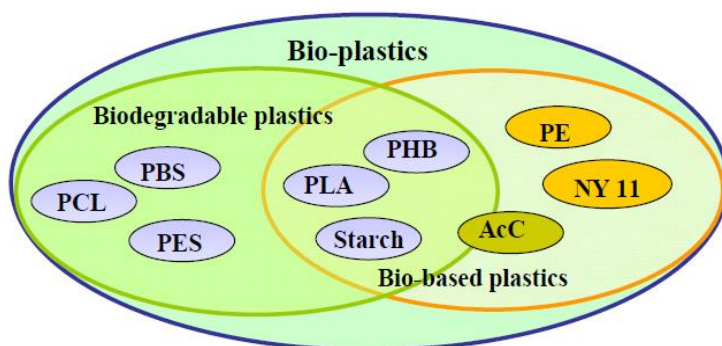 Bio-plastics
Biodegradable plastics
PBS
PCL
PES
PHB
PLA
Starch
PE
NY 11
AcC
Bio-based plastics